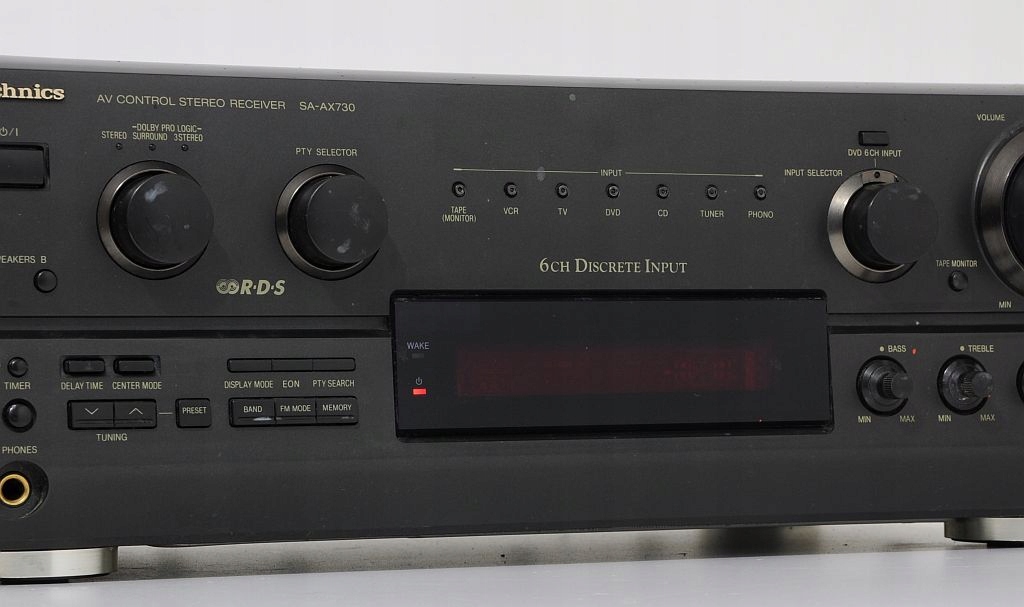 chnics
AV CONTROL STEREO RECEIVER SA-AX730
⏻/I
-DOLBY PRO LOGIC-
STEREO SURROUND 3STEREO
PTY SELECTOR
INPUT
TAPE (MONITOR) VCR TV DVD CD TUNER PHONO
DVD 6CH INPUT
INPUT SELECTOR
VOLUME
PEAKERS B
R·D·S
6CH DISCRETE INPUT
TAPE MONITOR
MIN
WAKE
⏻
TIMER
DELAY TIME CENTER MODE
DISPLAY MODE EON PTY SEARCH
BAND FM MODE MEMORY
PRESET
TUNING
PHONES
BASS
TREBLE
MIN MAX MIN MAX